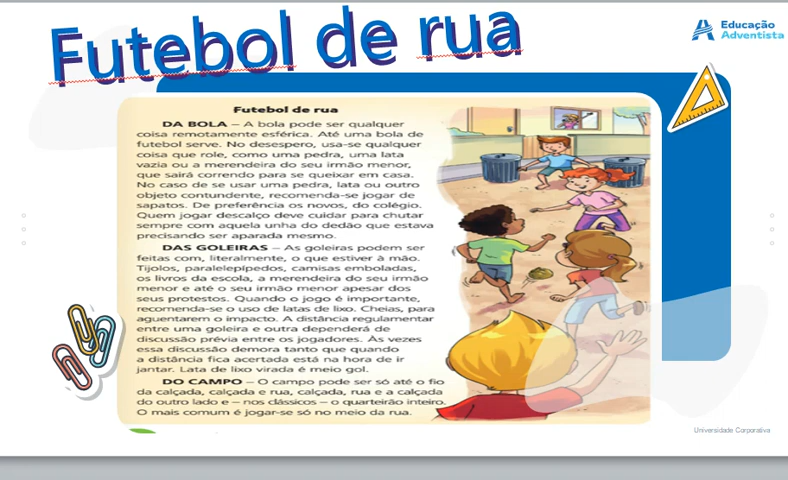 Futebol de rua
Educação
Adventista
Futebol de rua
DA BOLA – A bola pode ser qualquer
coisa remotamente esférica. Até uma bola de
futebol serve. No desespero, usa-se qualquer
coisa que role, como uma pedra, uma lata
vazia ou a merendeira do seu irmão menor,
que sairá correndo para se queixar em casa.
No caso de se usar uma pedra, lata ou outro
objeto contundente, recomenda-se jogar de
sapatos. De preferência os novos, do colégio.
Quem jogar descalço deve cuidar para chutar
sempre com aquela unha do dedão que estava
precisando ser aparada mesmo.
DAS GOLEIRAS – As goleiras podem ser
feitas com, literalmente, o que estiver à mão.
Tijolos, paralelepípedos, camisas emboladas,
os livros da escola, a merendeira do seu irmão
menor e até o seu irmão menor apesar dos
seus protestos. Quando o jogo é importante,
recomenda-se o uso de latas de lixo. Cheias, para
aguentarem o impacto. A distância regulamentar
entre uma goleira e outra dependerá de
discussão prévia entre os jogadores. Às vezes
essa discussão demora tanto que quando
a distância fica acertada está na hora de ir
jantar. Lata de lixo virada é meio gol.
DO CAMPO – O campo pode ser só até o fio
da calçada, calçada e rua, calçada, rua e a calçada
do outro lado e – nos clássicos – o quarteirão inteiro.
O mais comum é jogar-se só no meio da rua.
Universidade Corporativa